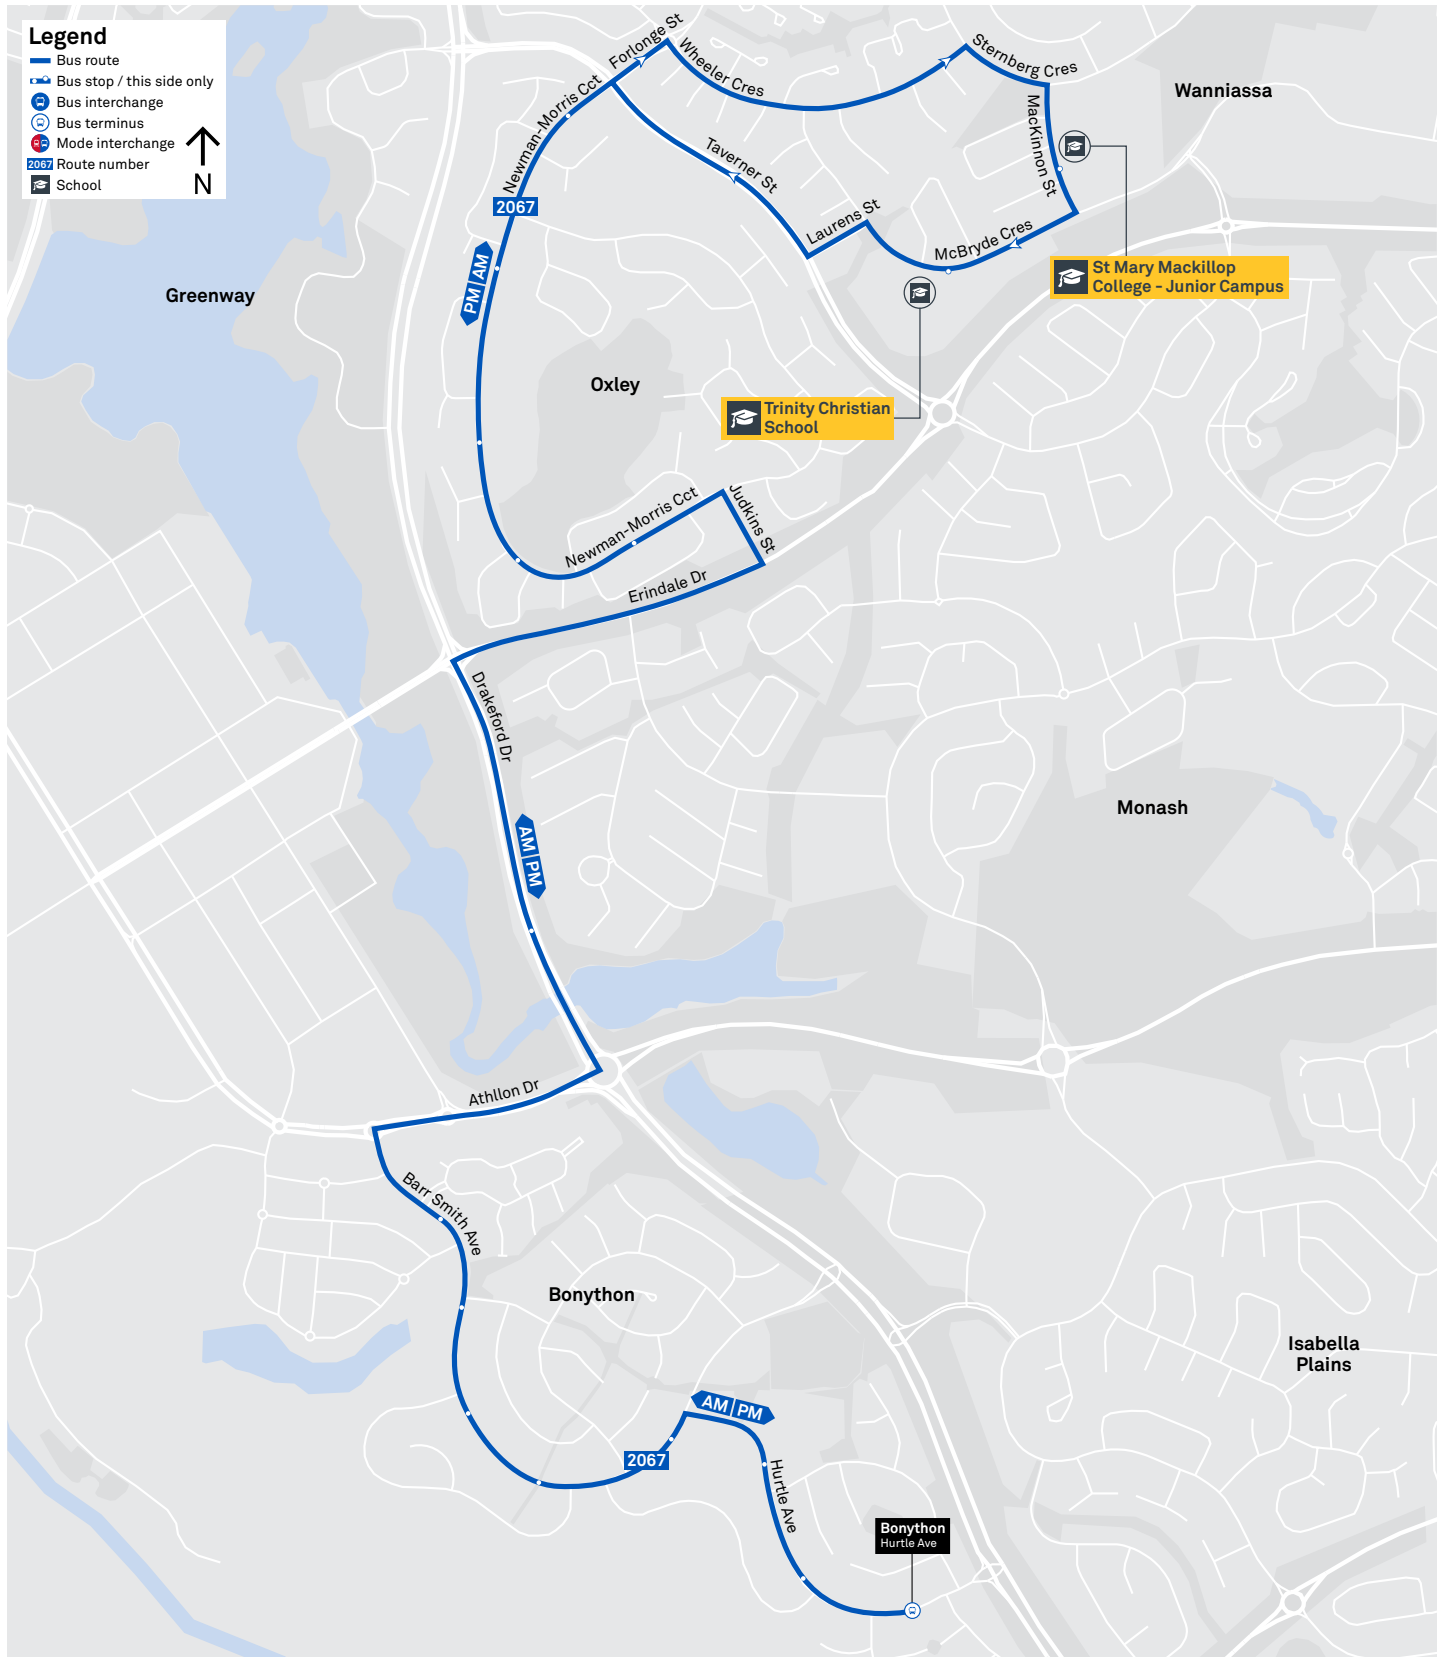 Legend
Bus route
Bus stop / this side only
Bus interchange
Bus terminus
Mode interchange
2067 Route number
School
N
Forlonge St
Wheeler Cres
Sternberg Cres
Wanniassa
MacKinnon St
Newman-Morris Cct
Taverner St
2067
Laurens St
McBryde Cres
PM | AM
St Mary Mackillop
College - Junior Campus
Greenway
Oxley
Trinity Christian
School
Newman-Morris Cct
Judkins St
Erindale Dr
Drakeford Dr
Monash
AM | PM
Athllon Dr
Barr Smith Ave
Bonython
Isabella
Plains
AM | PM
2067
Hurtle Ave
Bonython
Hurtle Ave